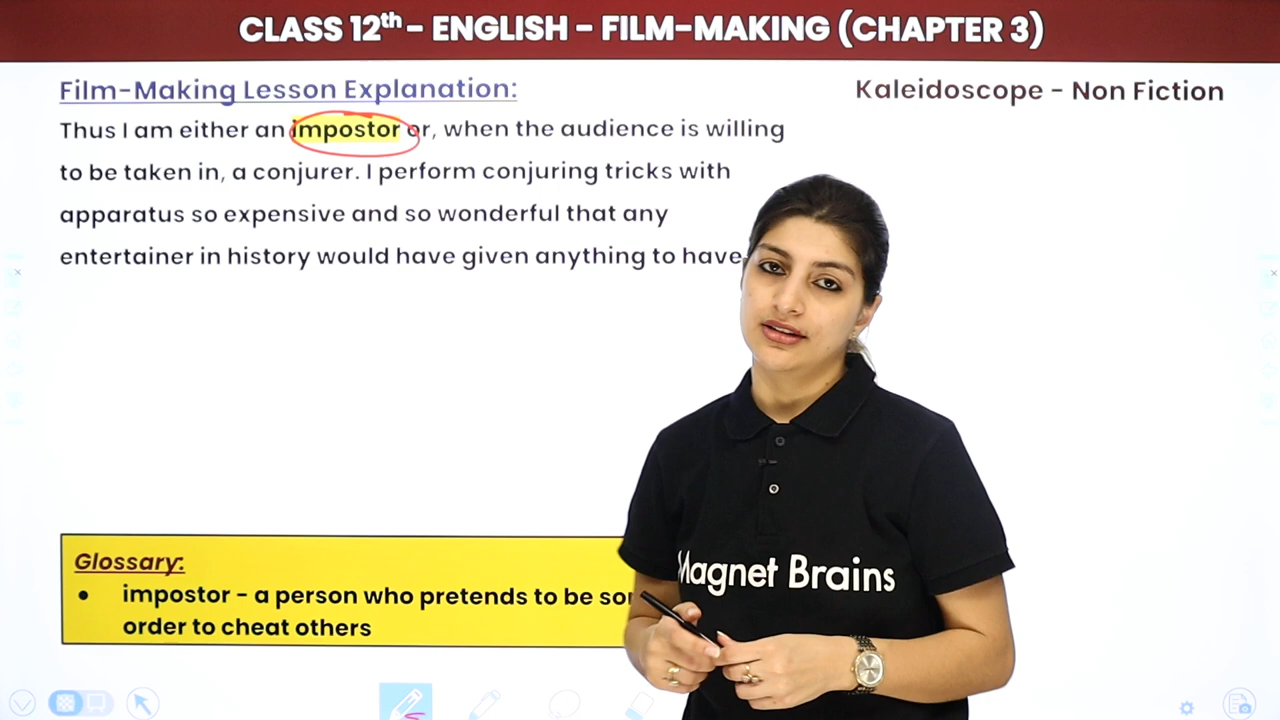 CLASS 12th - ENGLISH - FILM-MAKING (CHAPTER 3)
Film-Making Lesson Explanation:
Kaleidoscope - Non Fiction
Thus I am either an impostor or, when the audience is willing
to be taken in, a conjurer. I perform conjuring tricks with
apparatus so expensive and so wonderful that any
entertainer in history would have given anything to have
Glossary:
• impostor - a person who pretends to be
order to cheat others
Magnet Brains